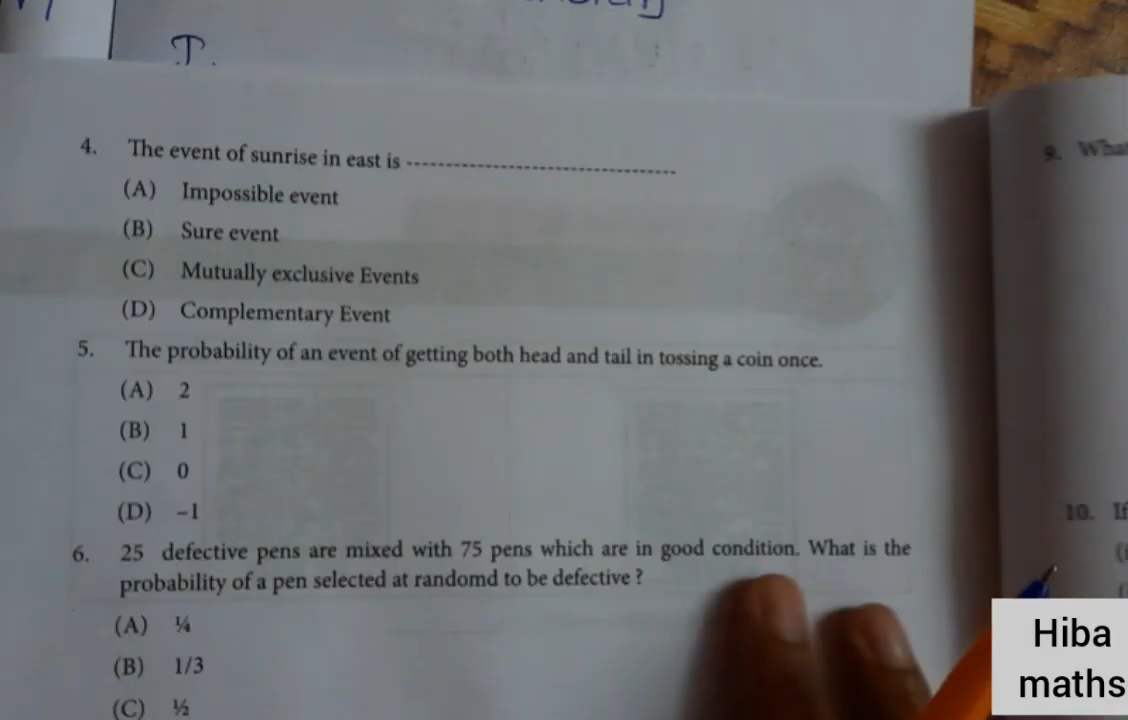 4. The event of sunrise in east is ----------------------------------------
(A) Impossible event
(B) Sure event
(C) Mutually exclusive Events
(D) Complementary Event
5. The probability of an event of getting both head and tail in tossing a coin once.
(A) 2
(B) 1
(C) 0
(D) –1
6. 25 defective pens are mixed with 75 pens which are in good condition. What is the
probability of a pen selected at randomd to be defective ?
(A) ¼
(B) 1/3
(C) ½
9.
10. If
Hiba
maths